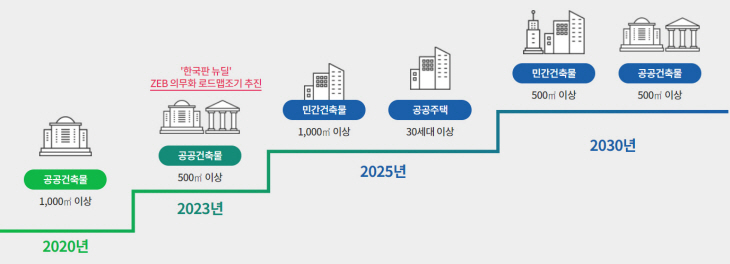 '한국판 뉴딜'
ZEB 의무화 로드맵조기 추진
공공건축물
1,000㎡ 이상
2020년
공공건축물
500㎡ 이상
2023년
민간건축물
1,000㎡ 이상
공공주택
30세대 이상
2025년
민간건축물
500㎡ 이상
공공건축물
500㎡ 이상
2030년